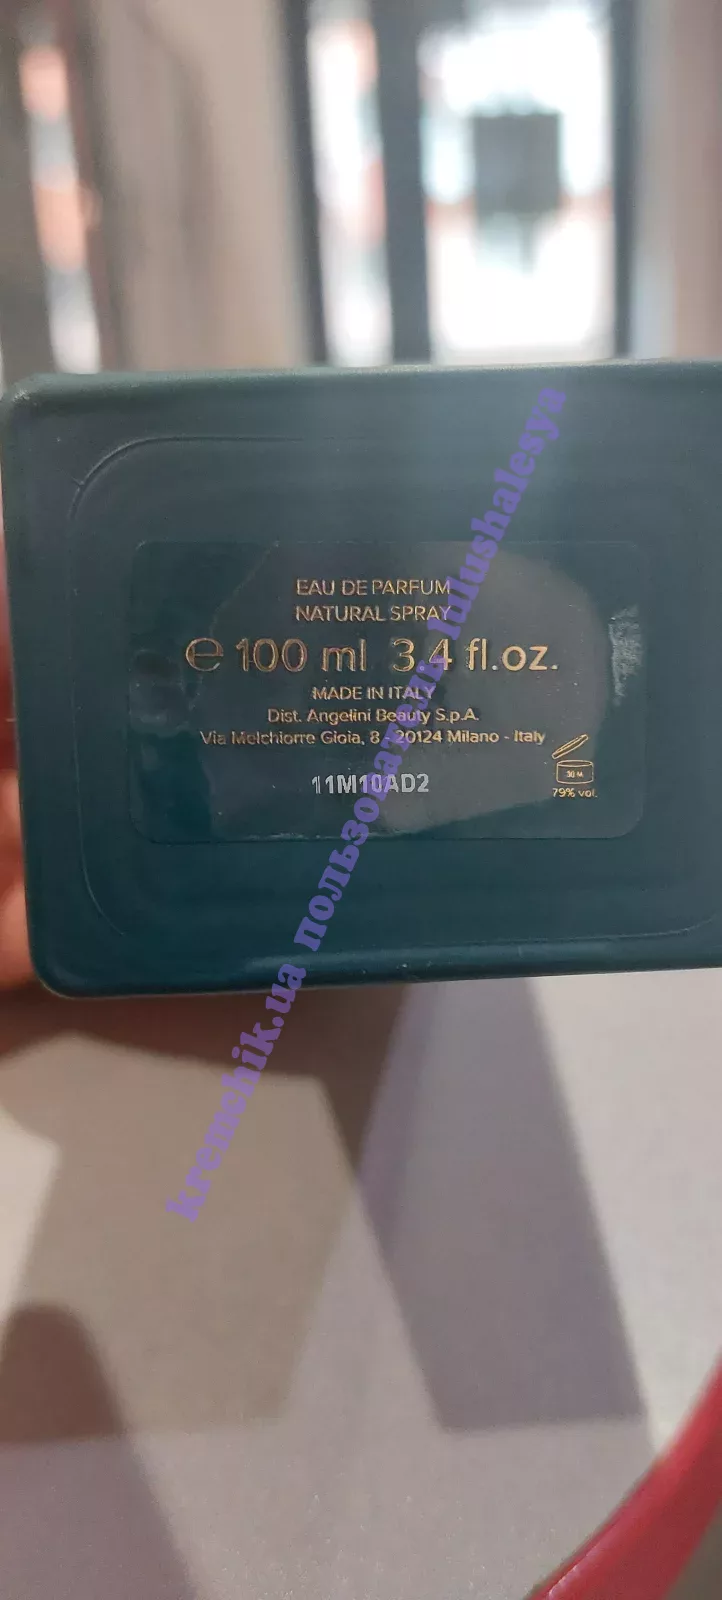 EAU DE PARFUM
NATURAL SPRAY
℮ 100 ml 3.4 fl.oz.
MADE IN ITALY
Dist. Angelini Beauty S.p.A.
Via Melchiorre Gioia, 8 - 20124 Milano - Italy
30 M
79% vol.
11M10AD2
kremchik.ua пользователь lulushalesya